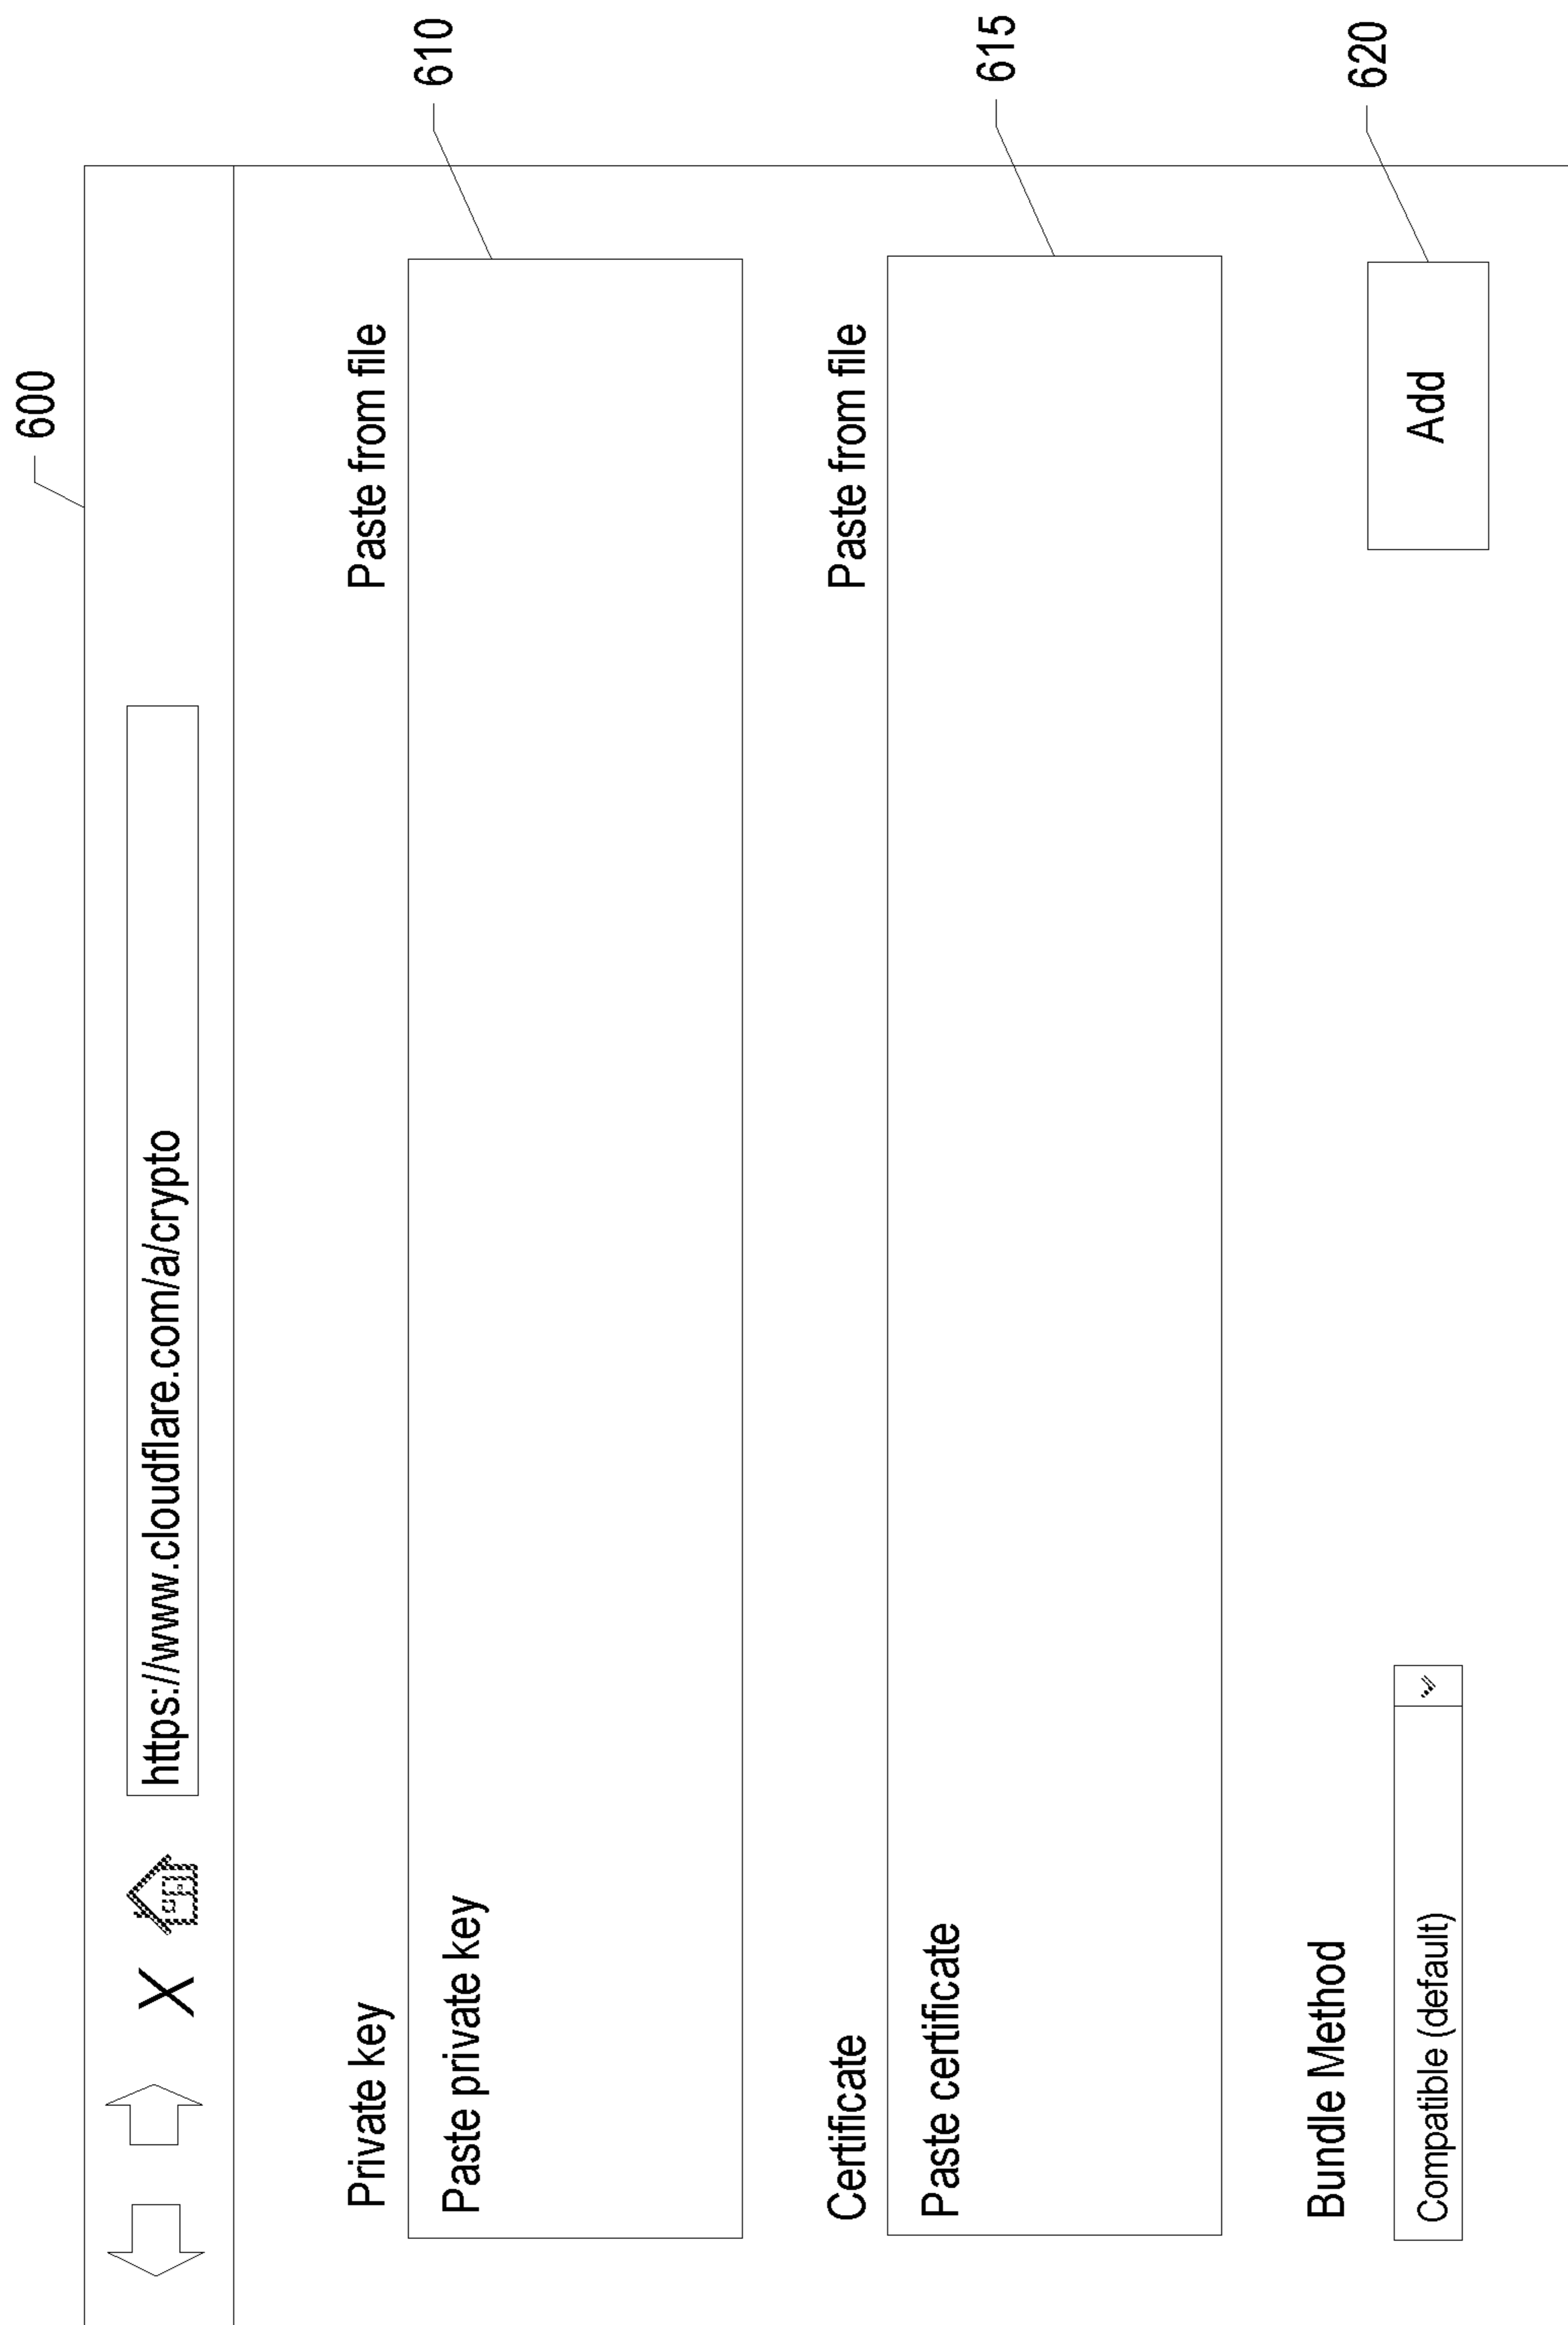 600
X https://www.cloudflare.com/a/crypto
Private key Paste from file
Paste private key
610
Certificate Paste from file
Paste certificate
615
Bundle Method
Compatible (default)
Add
620